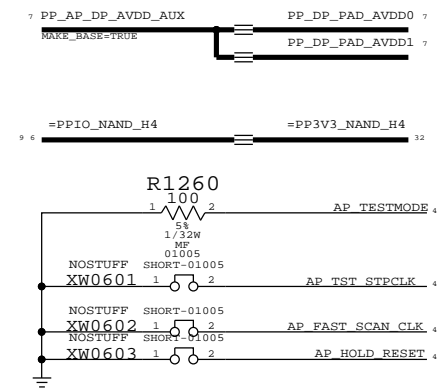 7 PP_AP_DP_AVDD_AUX PP_DP_PAD_AVDD0 7
MAKE_BASE=TRUE
PP_DP_PAD_AVDD1 7
=PPIO_NAND_H4 =PP3V3_NAND_H4
9 6 32
R1260
100
1 2 AP_TESTMODE 4
5%
1/32W
MF
01005
NOSTUFF SHORT-01005
XW0601 1 2 AP_TST_STPCLK 4
NOSTUFF SHORT-01005
XW0602 1 2 AP_FAST_SCAN_CLK 4
NOSTUFF SHORT-01005
XW0603 1 2 AP_HOLD_RESET 4